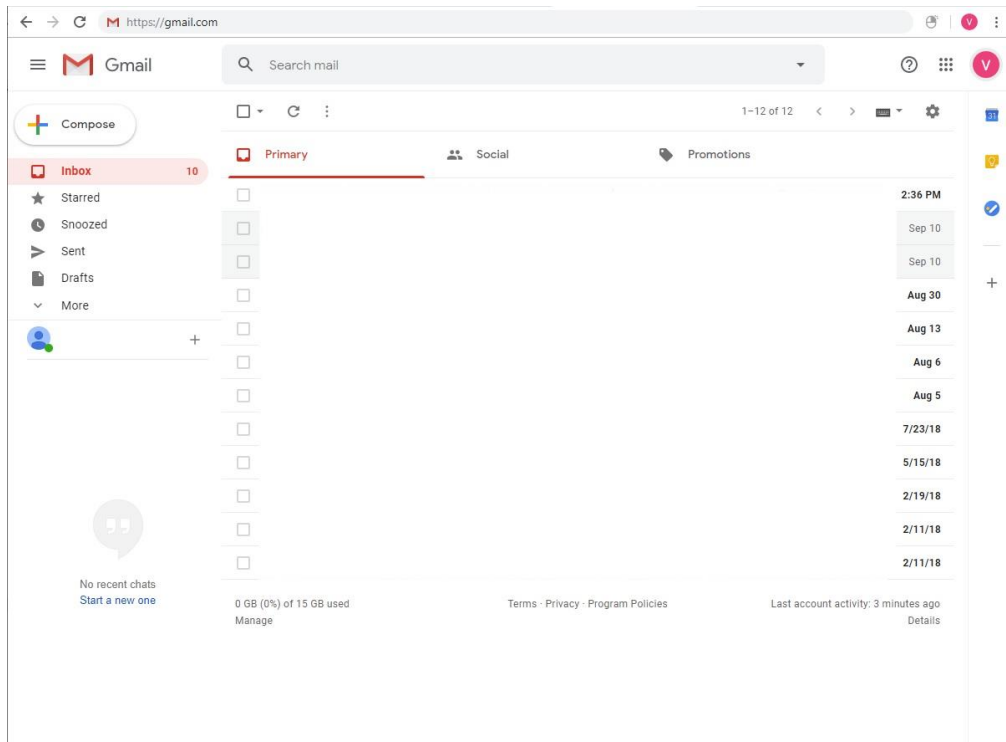 https://gmail.com
V
Gmail
Search mail
V
Compose
1–12 of 12
31
Primary
Social
Promotions
Inbox 10
Starred
Snoozed
Sent
Drafts
More
2:36 PM
Sep 10
Sep 10
Aug 30
Aug 13
Aug 6
Aug 5
7/23/18
5/15/18
2/19/18
2/11/18
2/11/18
No recent chats
Start a new one
0 GB (0%) of 15 GB used
Manage
Terms · Privacy · Program Policies
Last account activity: 3 minutes ago
Details